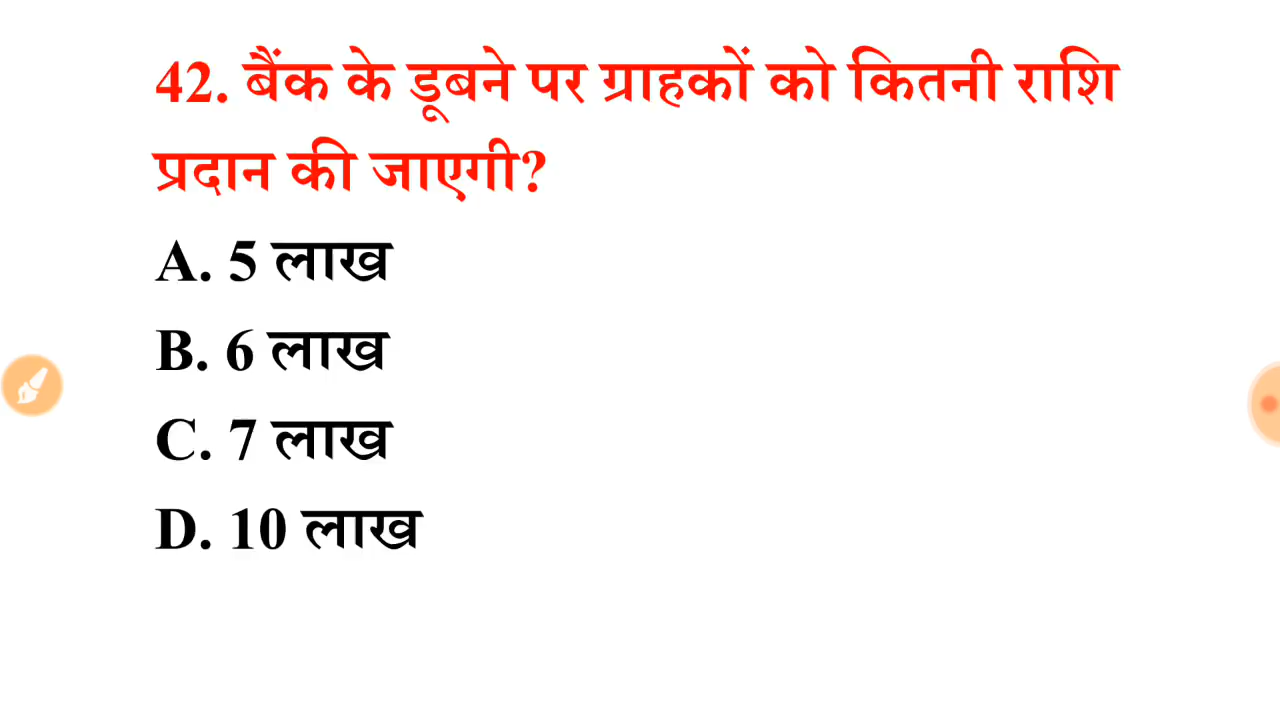 42. बैंक के डूबने पर ग्राहकों को कितनी राशि
प्रदान की जाएगी?
A. 5 लाख
B. 6 लाख
C. 7 लाख
D. 10 लाख